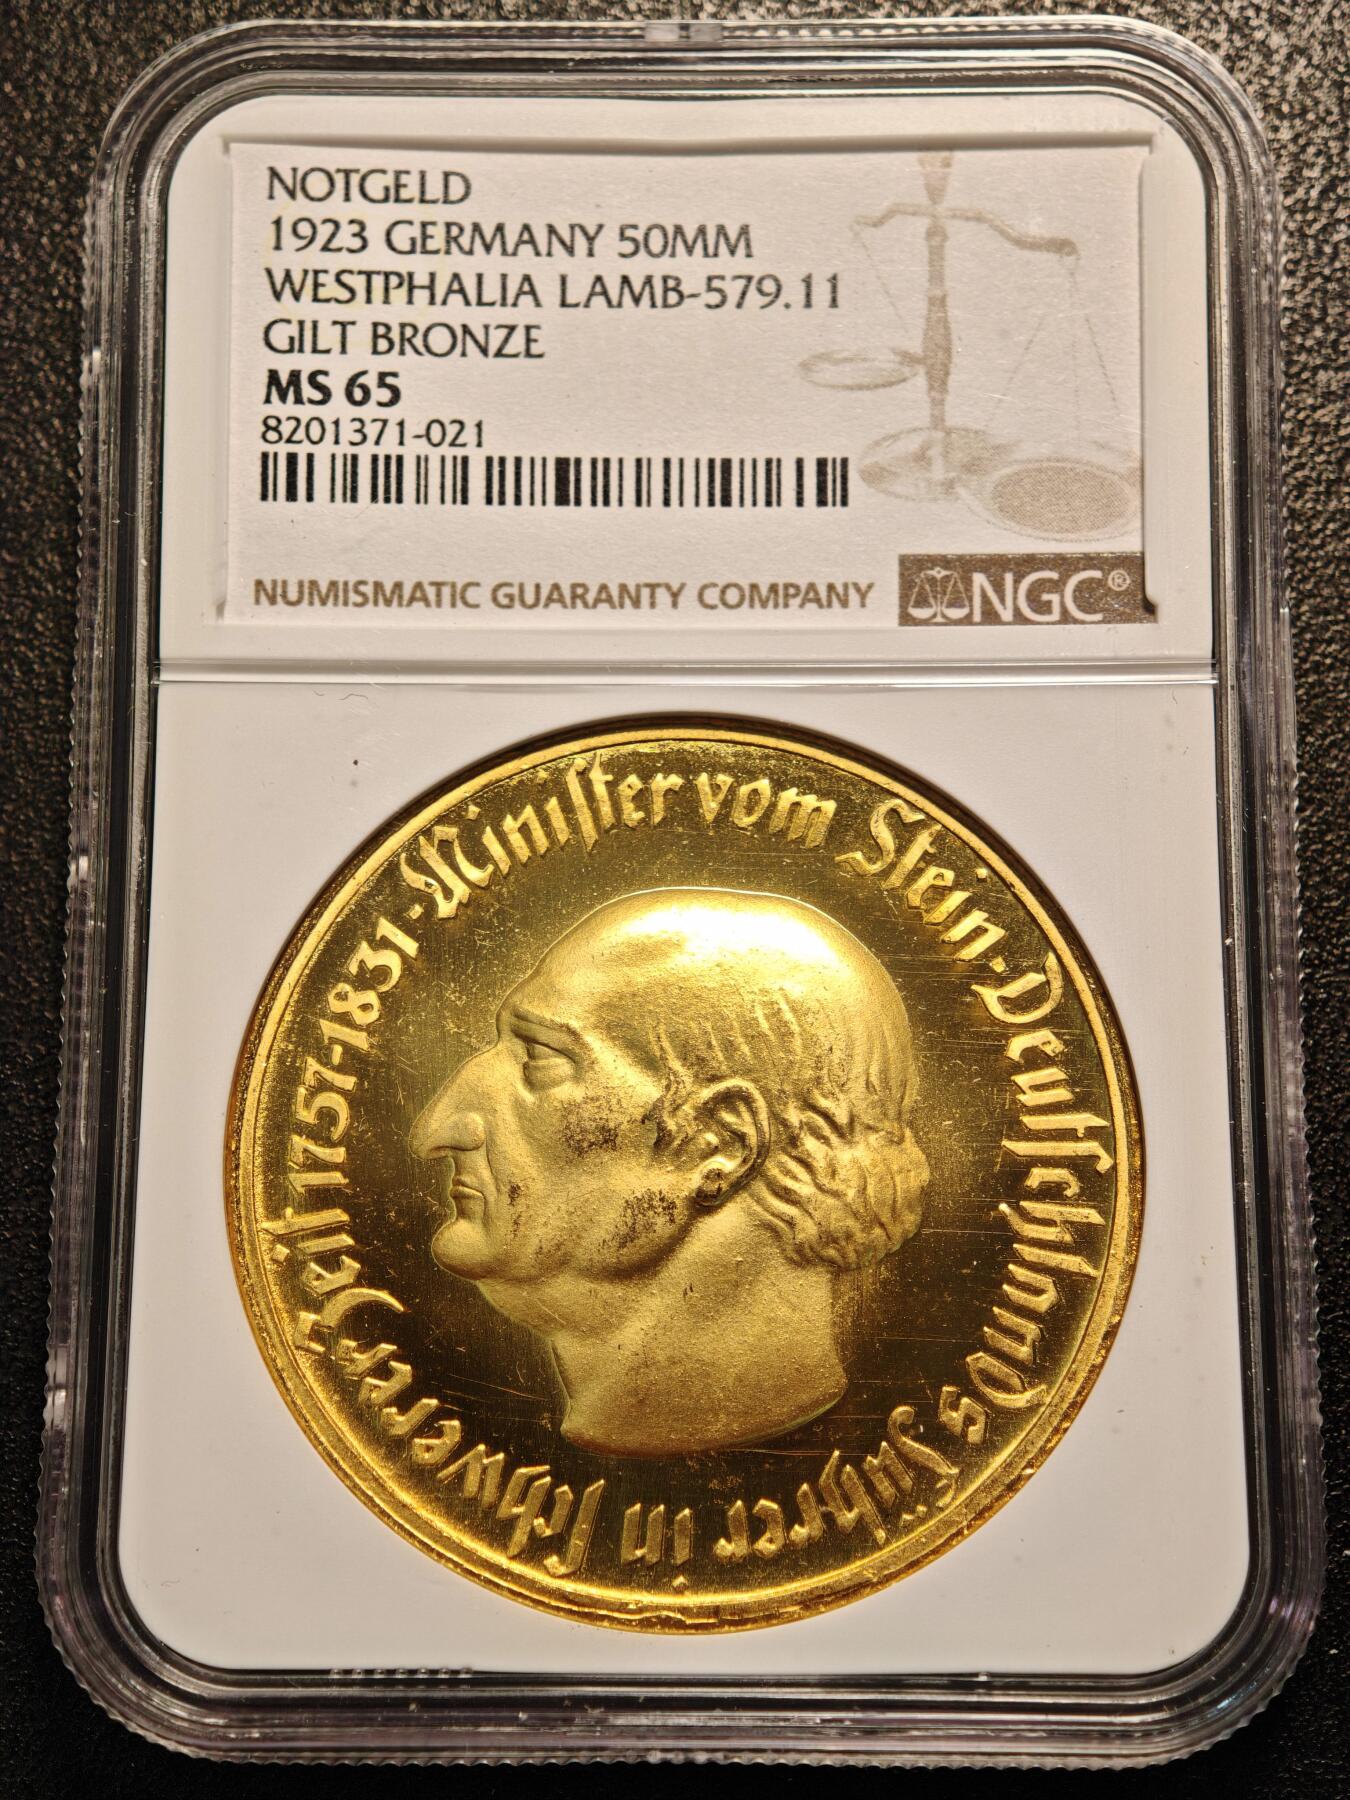 NOTGELD
1923 GERMANY 50MM
WESTPHALIA LAMB-579.11
GILT BRONZE
MS 65
8201371-021
NUMISMATIC GUARANTY COMPANY
NGC®
Minister vom Stein·Deutschlands Führer in schwerer Zeit 1757-1831·